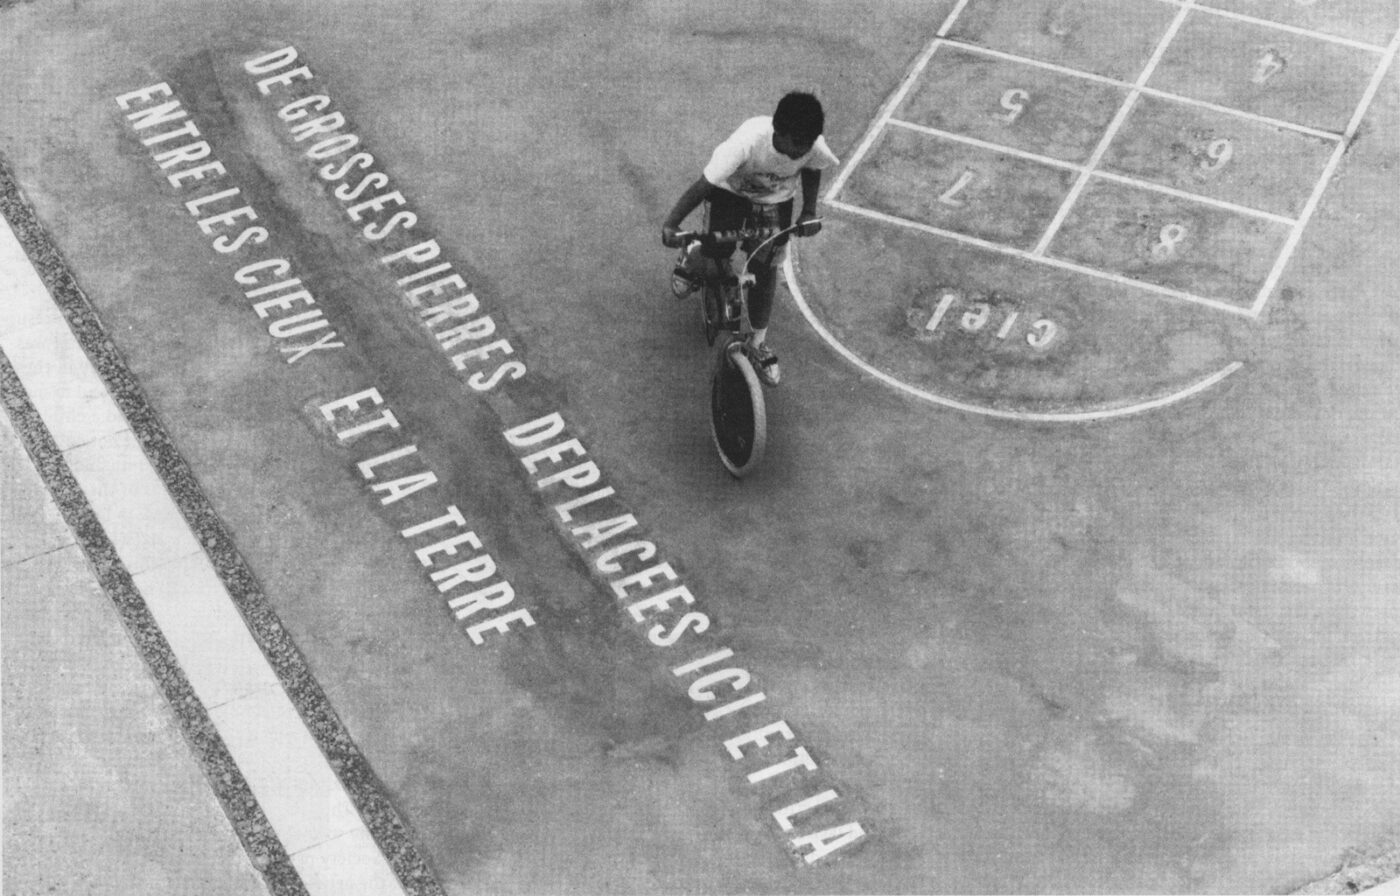 DE GROSSES PIERRES DEPLACEES ICI ET LA
ENTRE LES CIEUX ET LA TERRE
4
5
6
7
8
ciel